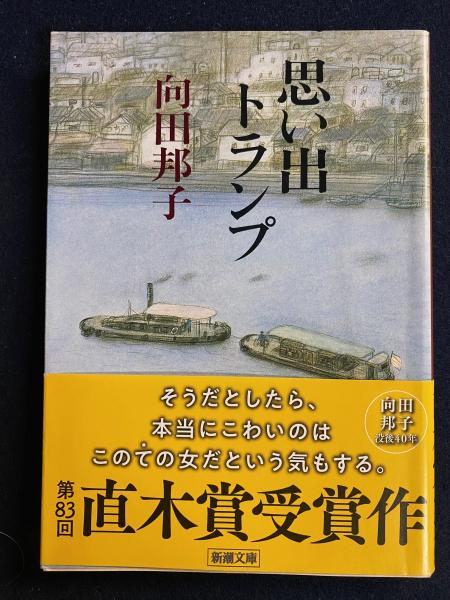 思い出
トランプ
向田邦子
そうだとしたら、
本当にこわいのは
このての女だという気もする。
向田
邦子
没後40年
第83回
直木賞受賞作
新潮文庫